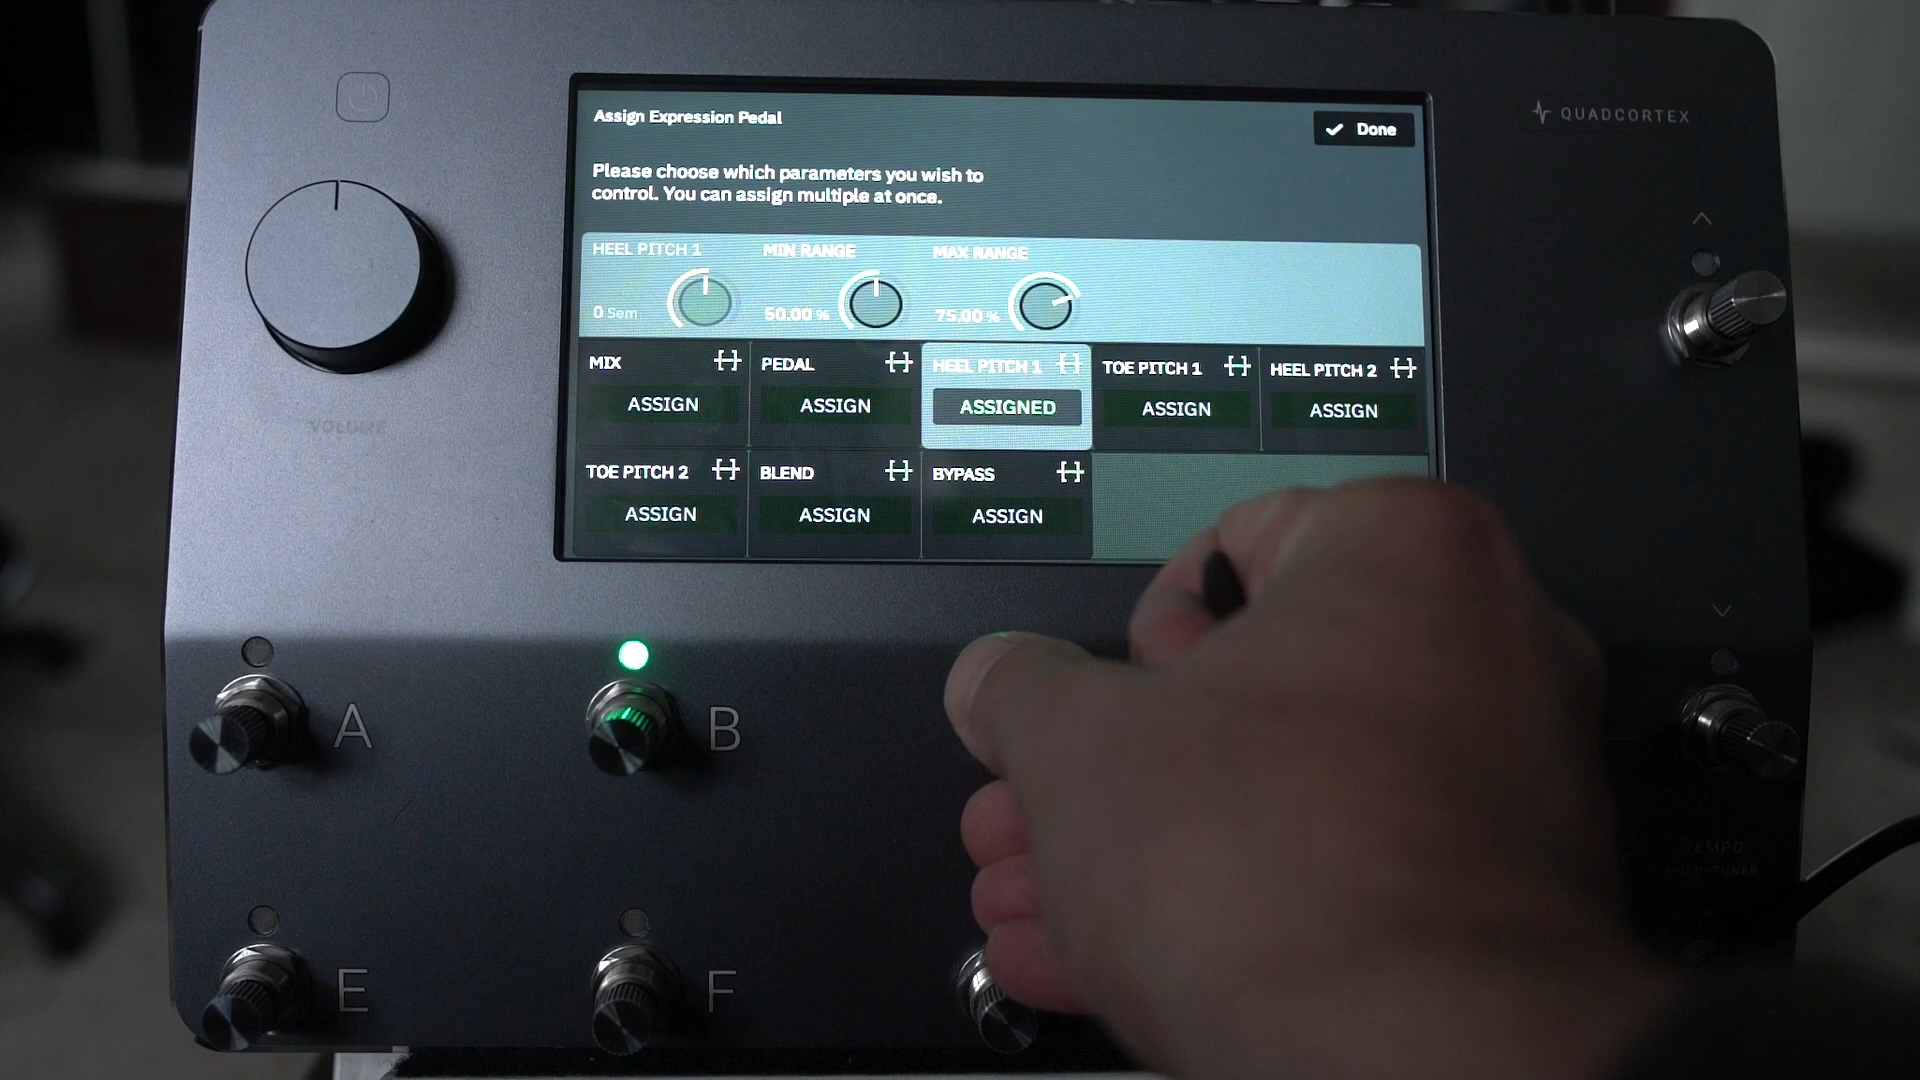 Assign Expression Pedal
Done
QUADCORTEX
Please choose which parameters you wish to
control. You can assign multiple at once.
HEEL PITCH 1 MIN RANGE MAX RANGE
0 Sem 50.00 % 75.00 %
MIX PEDAL HEEL PITCH 1 TOE PITCH 1 HEEL PITCH 2
ASSIGN ASSIGN ASSIGNED ASSIGN ASSIGN
VOLUME
TOE PITCH 2 BLEND BYPASS
ASSIGN ASSIGN ASSIGN
A B
TEMPO
HOLD TUNER
E F